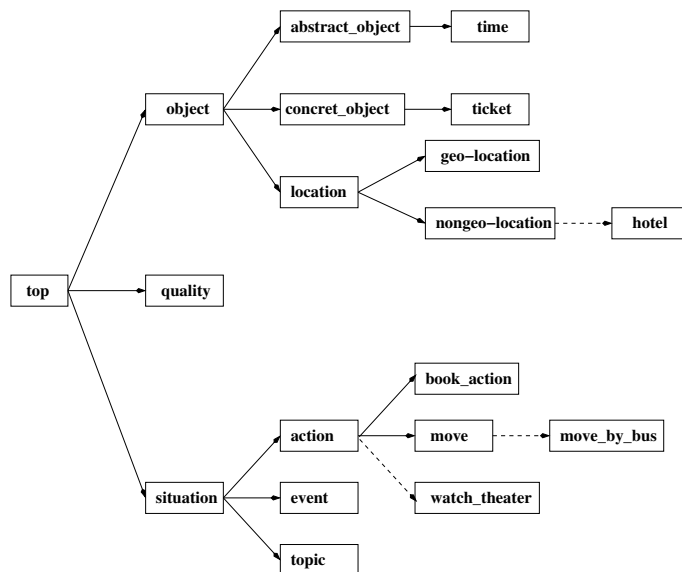 abstract_object
time
object
concret_object
ticket
geo-location
location
nongeo-location
hotel
top
quality
book_action
action
move
move_by_bus
situation
event
watch_theater
topic